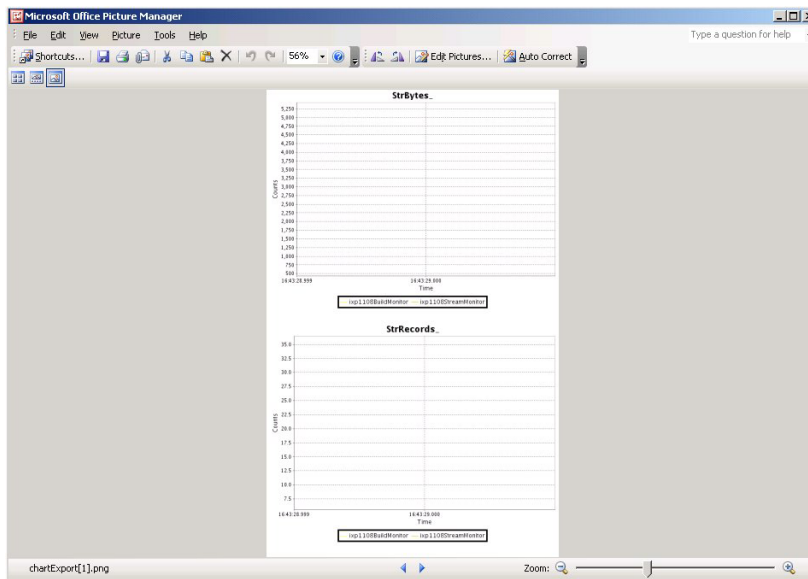 Microsoft Office Picture Manager
File Edit View Picture Tools Help
Type a question for help
Shortcuts... 56% Edit Pictures... Auto Correct
StrBytes_
5,250
5,000
4,750
4,500
4,250
4,000
3,750
3,500
3,250
3,000
2,750
2,500
2,250
2,000
1,750
1,500
1,250
1,000
750
500
Counts
16:43:28.999 16:43:29.000
Time
ixp1108BuildMonitor ixp1108StreamMonitor
StrRecords_
35.0
32.5
30.0
27.5
25.0
22.5
20.0
17.5
15.0
12.5
10.0
7.5
Counts
16:43:28.999 16:43:29.000
Time
ixp1108BuildMonitor ixp1108StreamMonitor
chartExport[1].png Zoom: